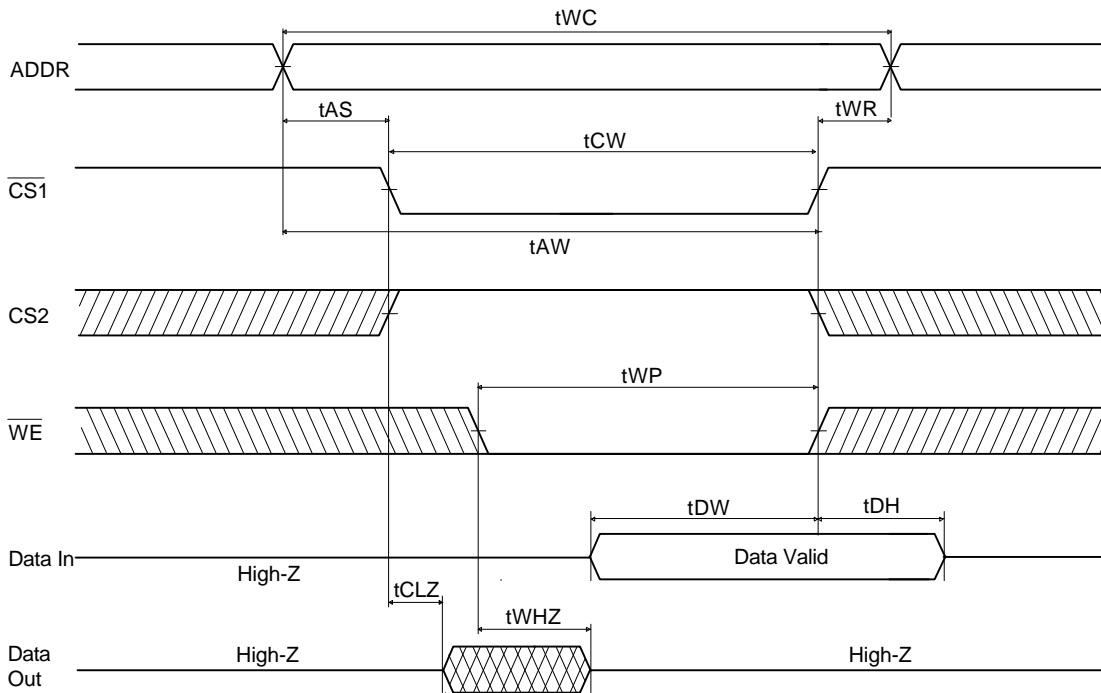 tWC
ADDR
tAS
tWR
tCW
CS1
tAW
CS2
tWP
WE
tDW
tDH
Data In
High-Z
Data Valid
tCLZ
tWHZ
Data
Out
High-Z
High-Z